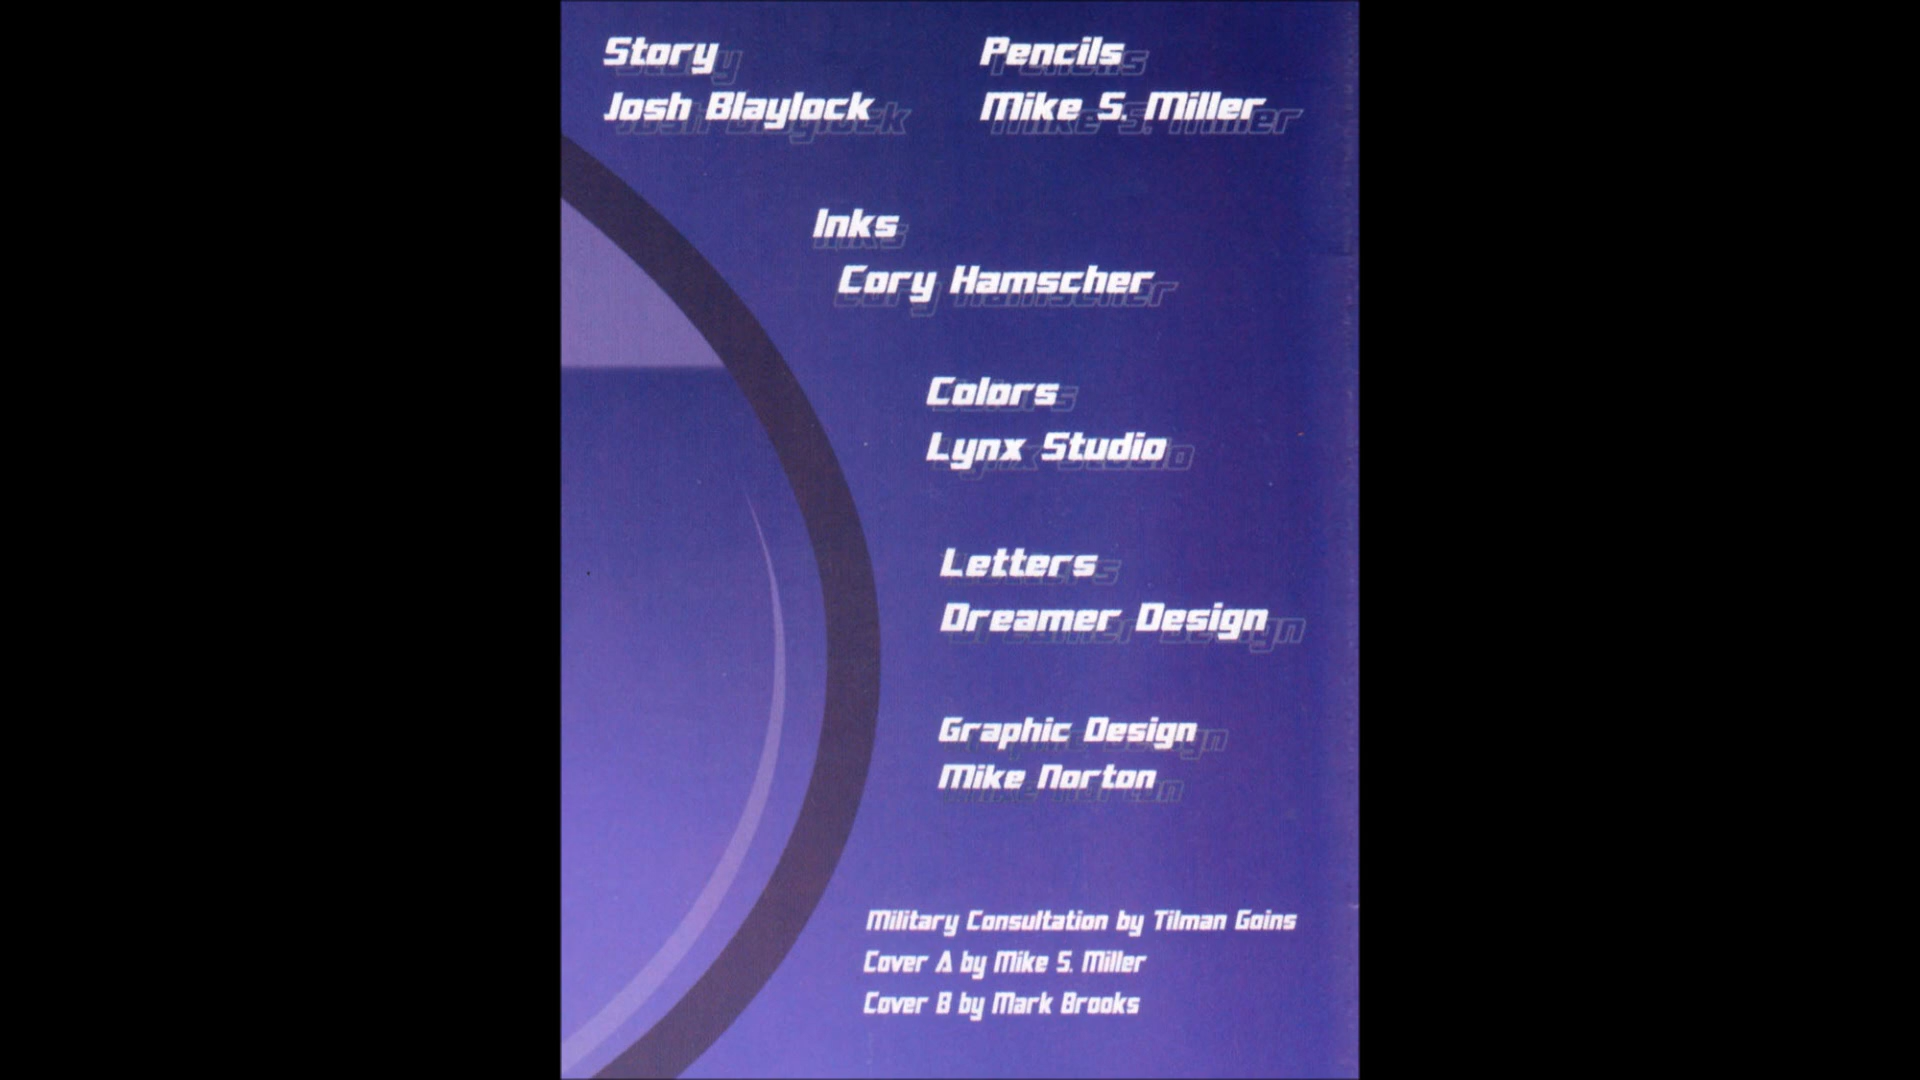 Story
Josh Blaylock
Pencils
Mike S. Miller
Inks
Cory Hamscher
Colors
Lynx Studio
Letters
Dreamer Design
Graphic Design
Mike Norton
Military Consultation by Tilman Goins
Cover A by Mike S. Miller
Cover B by Mark Brooks